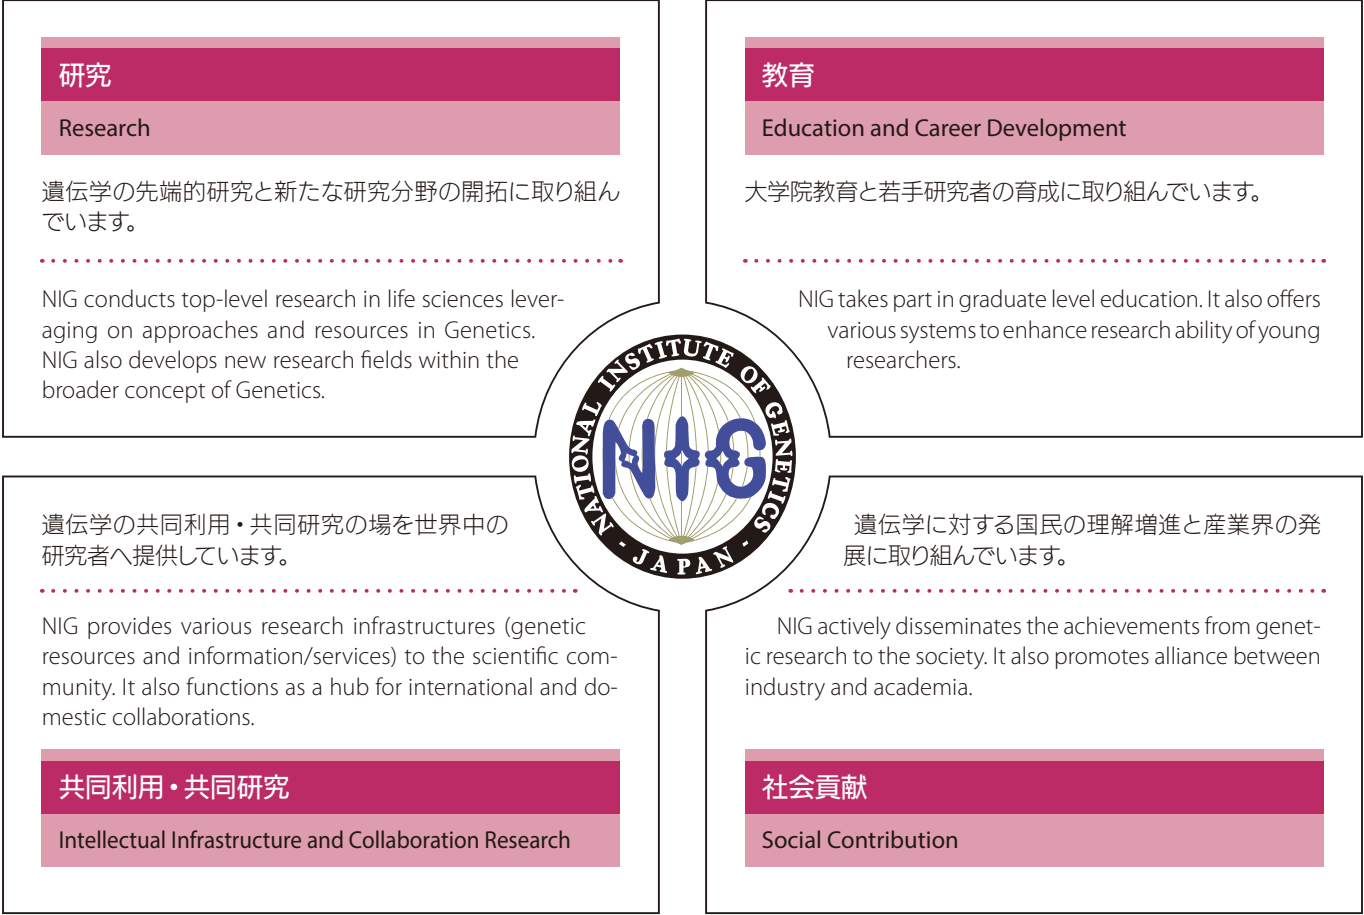 研究
Research
遺伝学の先端的研究と新たな研究分野の開拓に取り組ん
でいます。
NIG conducts top-level research in life sciences lever-
aging on approaches and resources in Genetics.
NIG also develops new research fields within the
broader concept of Genetics.
教育
Education and Career Development
大学院教育と若手研究者の育成に取り組んでいます。
NIG takes part in graduate level education. It also offers
various systems to enhance research ability of young
researchers.
NATIONAL INSTITUTE OF GENETICS
NIG
- JAPAN -
遺伝学の共同利用・共同研究の場を世界中の
研究者へ提供しています。
NIG provides various research infrastructures (genetic
resources and information/services) to the scientific com-
munity. It also functions as a hub for international and do-
mestic collaborations.
共同利用・共同研究
Intellectual Infrastructure and Collaboration Research
遺伝学に対する国民の理解増進と産業界の発
展に取り組んでいます。
NIG actively disseminates the achievements from genet-
ic research to the society. It also promotes alliance between
industry and academia.
社会貢献
Social Contribution